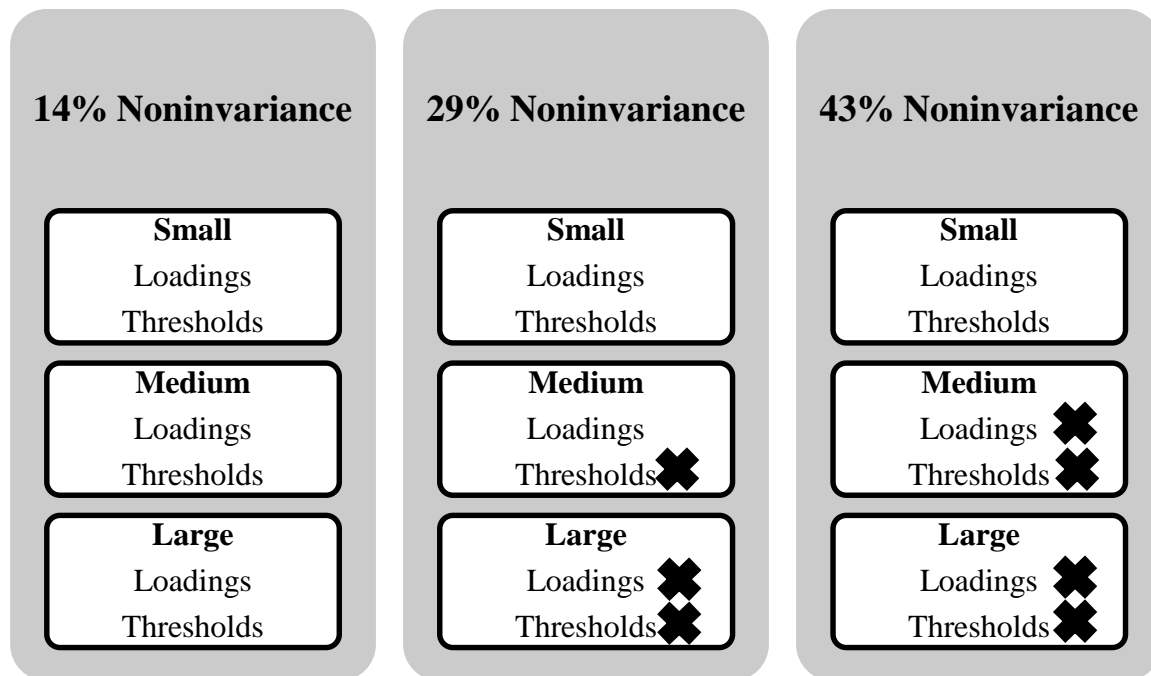 14% Noninvariance
Small
Loadings
Thresholds
Medium
Loadings
Thresholds
Large
Loadings
Thresholds
29% Noninvariance
Small
Loadings
Thresholds
Medium
Loadings
Thresholds
Large
Loadings
Thresholds
43% Noninvariance
Small
Loadings
Thresholds
Medium
Loadings
Thresholds
Large
Loadings
Thresholds